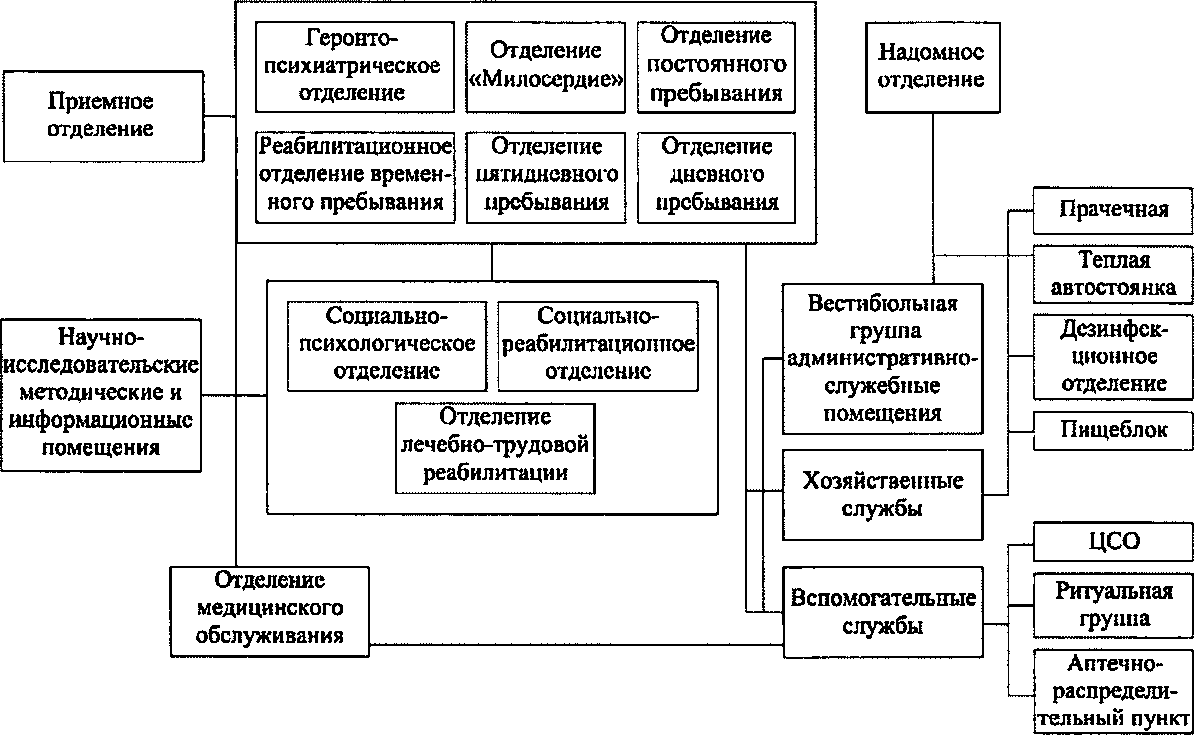 Геронто-
психиатрическое
отделение
Отделение
«Милосердие»
Отделение
постоянного
пребывания
Надомное
отделение
Приемное
отделение
Реабилитационное
отделение времен-
ного пребывания
Отделение
пятидневного
пребывания
Отделение
дневного
пребывания
Прачечная
Теплая
автостоянка
Дезинфек-
ционное
отделение
Пищеблок
Научно-
исследовательские
методические и
информационные
помещения
Социально-
психологическое
отделение
Социально-
реабилитационное
отделение
Отделение
лечебно-трудовой
реабилитации
Вестибюльная
группа
административно-
служебные
помещения
Хозяйственные
службы
Отделение
медицинского
обслуживания
Вспомогательные
службы
ЦСО
Ритуальная
группа
Аптечно-
распредели-
тельный пункт